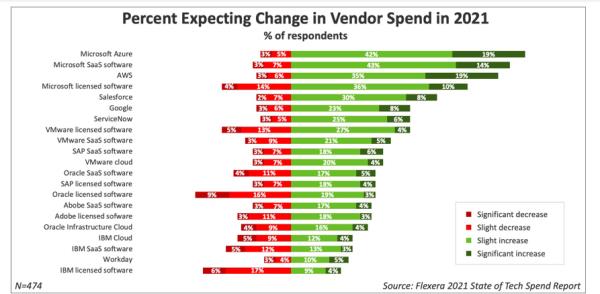 Percent Expecting Change in Vendor Spend in 2021
% of respondents
Microsoft Azure 3% 5% 42% 19%
Microsoft SaaS software 3% 7% 43% 14%
AWS 3% 6% 35% 19%
Microsoft licensed software 4% 14% 36% 10%
Salesforce 2% 7% 30% 8%
Google 3% 6% 23% 8%
ServiceNow 3% 5% 25% 6%
VMware licensed software 5% 13% 27% 4%
VMware SaaS software 3% 9% 21% 5%
SAP SaaS software 3% 7% 18% 6%
VMware cloud 3% 7% 20% 4%
Oracle SaaS software 4% 11% 17% 5%
SAP licensed software 3% 7% 18% 4%
Oracle licensed software 9% 16% 19% 3%
Abobe SaaS software 3% 7% 17% 4%
Adobe licesed software 3% 11% 18% 3%
Oracle Infrastructure Cloud 4% 9% 16% 4%
IBM Cloud 5% 9% 12% 4%
IBM SaaS software 5% 12% 13% 3%
Workday 3% 4% 10% 5%
IBM licensed software 6% 17% 9% 4%
Significant decrease
Slight decrease
Slight increase
Significant increase
N=474
Source: Flexera 2021 State of Tech Spend Report